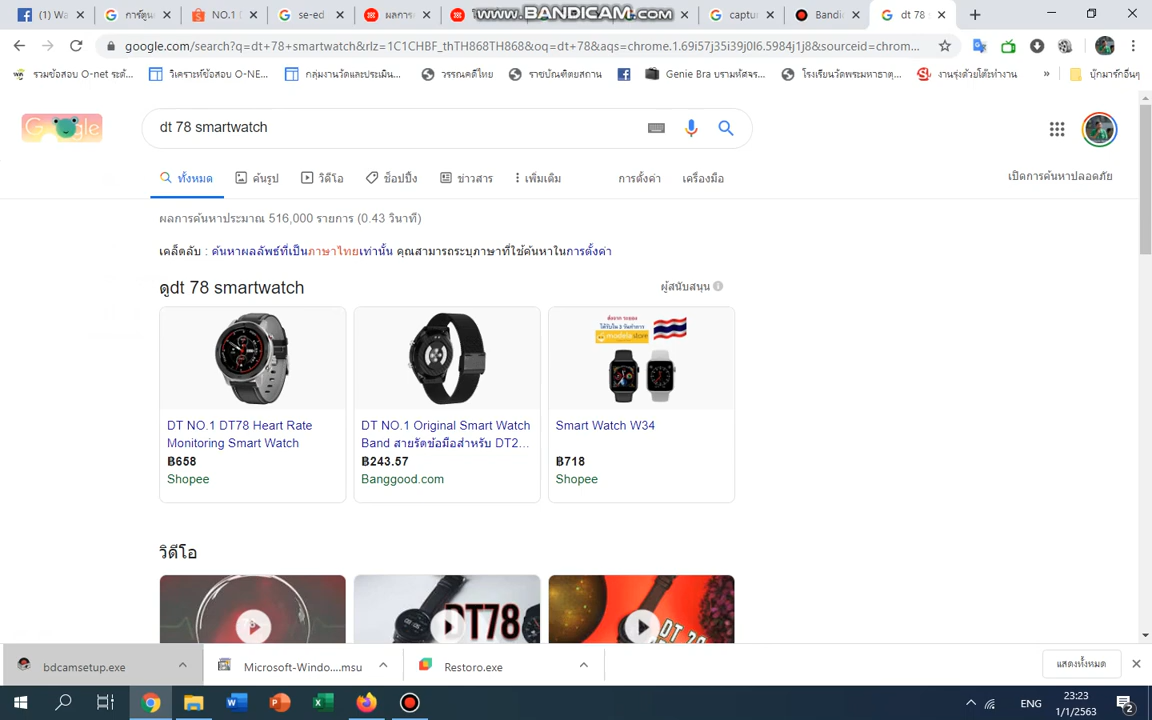 (1) Wa
การ์ตูน
NO.1
se-ed
ผลการ
www.BANDICAM.com
captu
Bandi
dt 78
google.com/search?q=dt+78+smartwatch&rlz=1C1CHBF_thTH868TH868&oq=dt+78&aqs=chrome.1.69i57j35i39j0l6.5984j1j8&sourceid=chrom...
รวมข้อสอบ O-net ระดั...
วิเคราะห์ข้อสอบ O-NE...
กลุ่มงานวัดและประเมิน...
วรรณคดีไทย
ราชบัณฑิตยสถาน
Genie Bra บรามหัศจร...
โรงเรียนวัดพระมหาธาตุ...
งานรุ่งด้วยโต๊ะทำงาน
»
บุ๊กมาร์กอื่นๆ
Google
dt 78 smartwatch
ทั้งหมด
ค้นรูป
วิดีโอ
ช็อปปิ้ง
ข่าวสาร
เพิ่มเติม
การตั้งค่า
เครื่องมือ
เปิดการค้นหาปลอดภัย
ผลการค้นหาประมาณ 516,000 รายการ (0.43 วินาที)
เคล็ดลับ : ค้นหาผลลัพธ์ที่เป็นภาษาไทยเท่านั้น คุณสามารถระบุภาษาที่ใช้ค้นหาในการตั้งค่า
ดูdt 78 smartwatch
ผู้สนับสนุน
DT NO.1 DT78 Heart Rate
Monitoring Smart Watch
฿658
Shopee
DT NO.1 Original Smart Watch
Band สายรัดข้อมือสำหรับ DT2...
฿243.57
Banggood.com
Smart Watch W34
฿718
Shopee
วิดีโอ
DT78
DT 78
bdcamsetup.exe
Microsoft-Windo....msu
Restoro.exe
แสดงทั้งหมด
ENG
23:23
1/1/2563
2